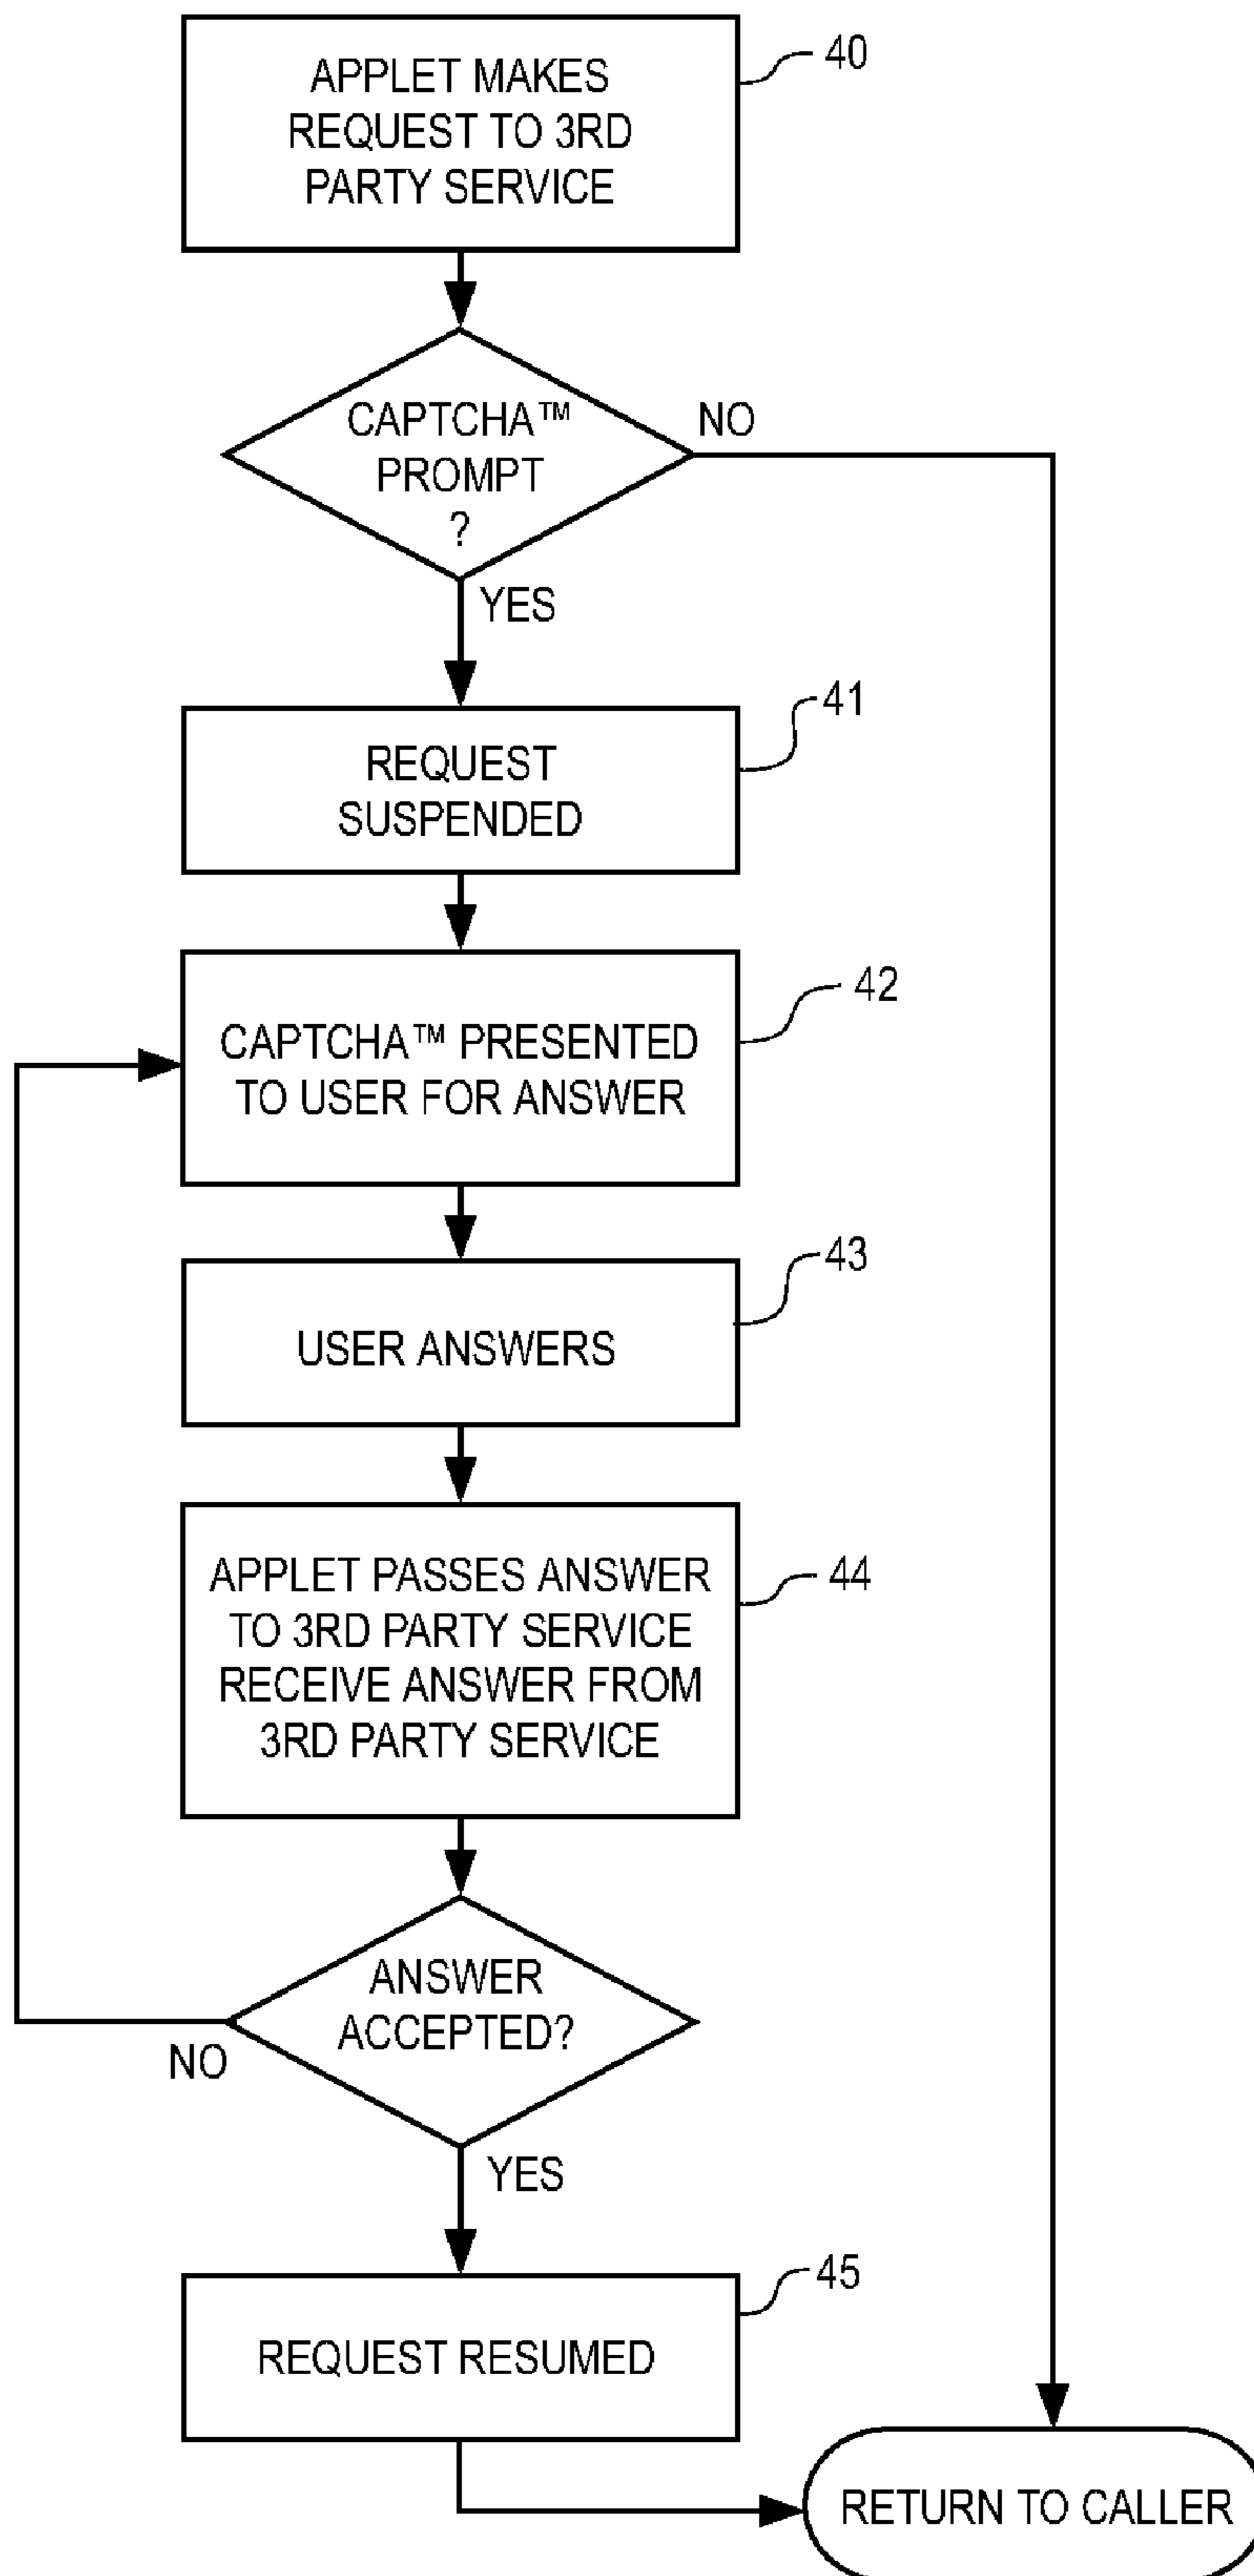 APPLET MAKES
REQUEST TO 3RD
PARTY SERVICE
40
CAPTCHA™
PROMPT
?
NO
YES
41
REQUEST
SUSPENDED
42
CAPTCHA™ PRESENTED
TO USER FOR ANSWER
43
USER ANSWERS
44
APPLET PASSES ANSWER
TO 3RD PARTY SERVICE
RECEIVE ANSWER FROM
3RD PARTY SERVICE
ANSWER
ACCEPTED?
NO
YES
45
REQUEST RESUMED
RETURN TO CALLER